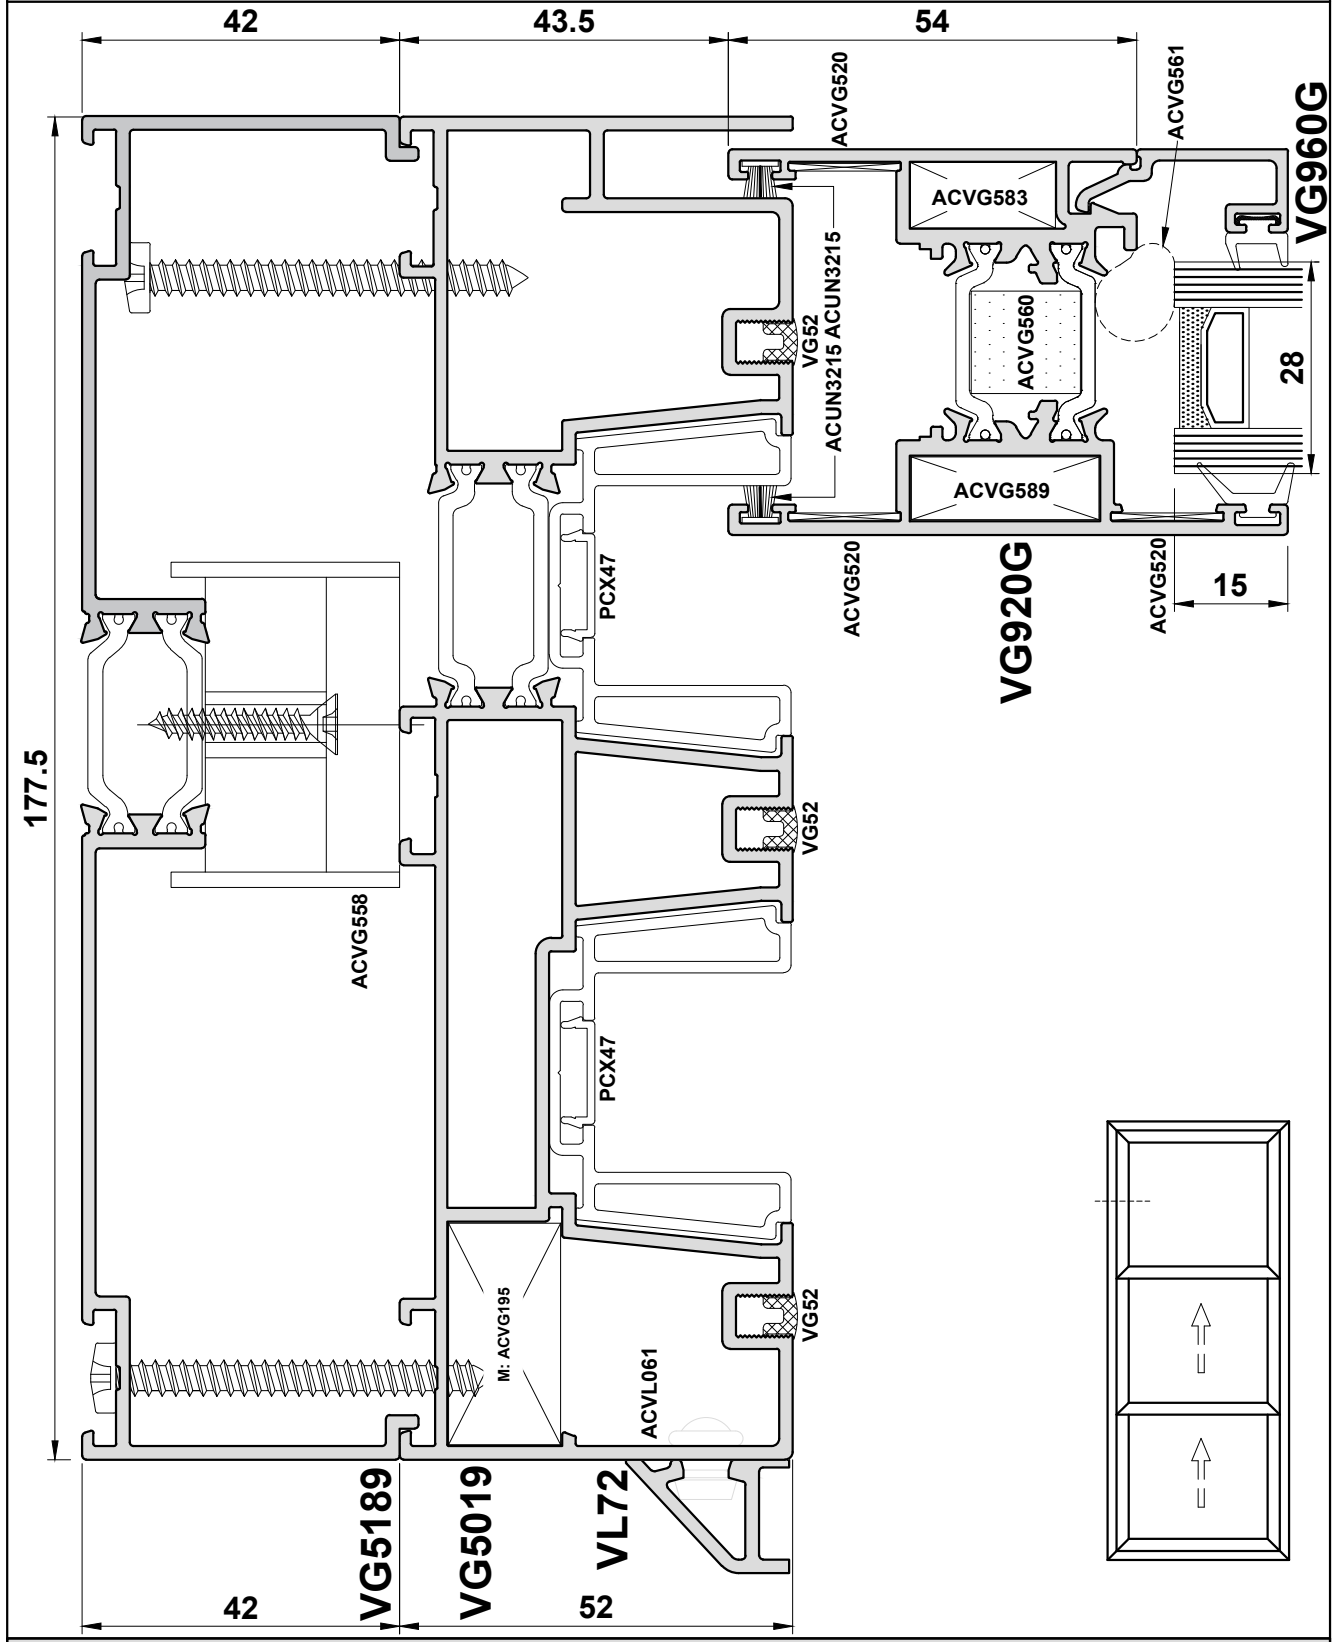 42
43.5
54
ACVG520
ACVG561
VG960G
ACVG583
ACUN3215 ACUN3215
VG52
ACVG560
28
ACVG589
PCX47
ACVG520
VG920G
ACVG520
15
177.5
VG52
ACVG558
PCX47
M: ACVG195
VG52
ACVL061
VG5189
VG5019
VL72
42
52